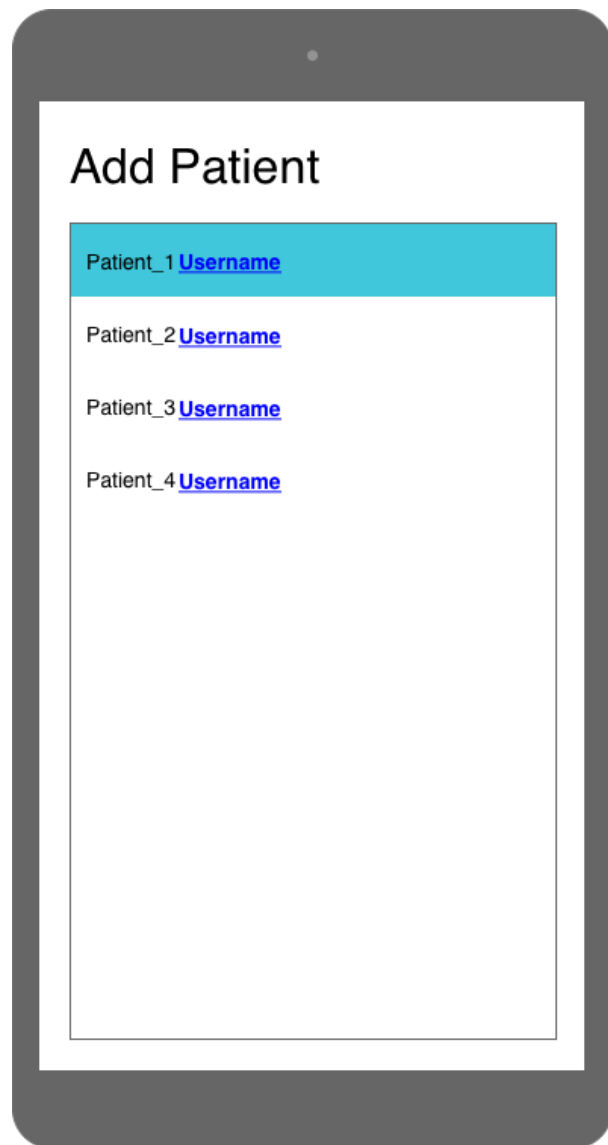 Add Patient
Patient_1 Username
Patient_2 Username
Patient_3 Username
Patient_4 Username